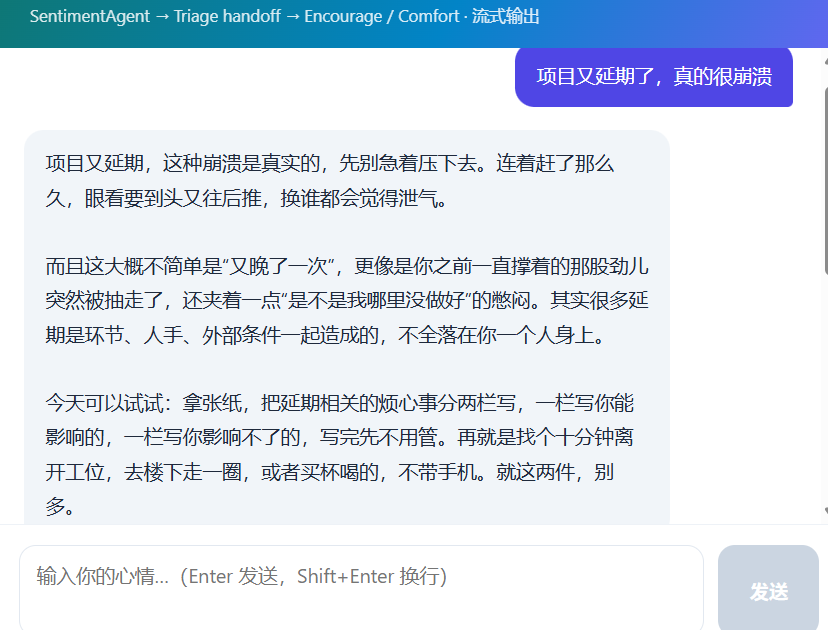 SentimentAgent → Triage handoff → Encourage / Comfort · 流式输出
项目又延期了，真的很崩溃
项目又延期，这种崩溃是真实的，先别急着压下去。连着赶了那么
久，眼看要到头又往后推，换谁都会觉得泄气。
而且这大概不简单是“又晚了一次”，更像是你之前一直撑着的那股劲儿
突然被抽走了，还夹着一点“是不是我哪里没做好”的憋闷。其实很多延
期是环节、人手、外部条件一起造成的，不全落在你一个人身上。
今天可以试试：拿张纸，把延期相关的烦心事分两栏写，一栏写你能
影响的，一栏写你影响不了的，写完先不用管。再就是找个十分钟离
开工位，去楼下走一圈，或者买杯喝的，不带手机。就这两件，别
多。
输入你的心情...（Enter 发送，Shift+Enter 换行）
发送